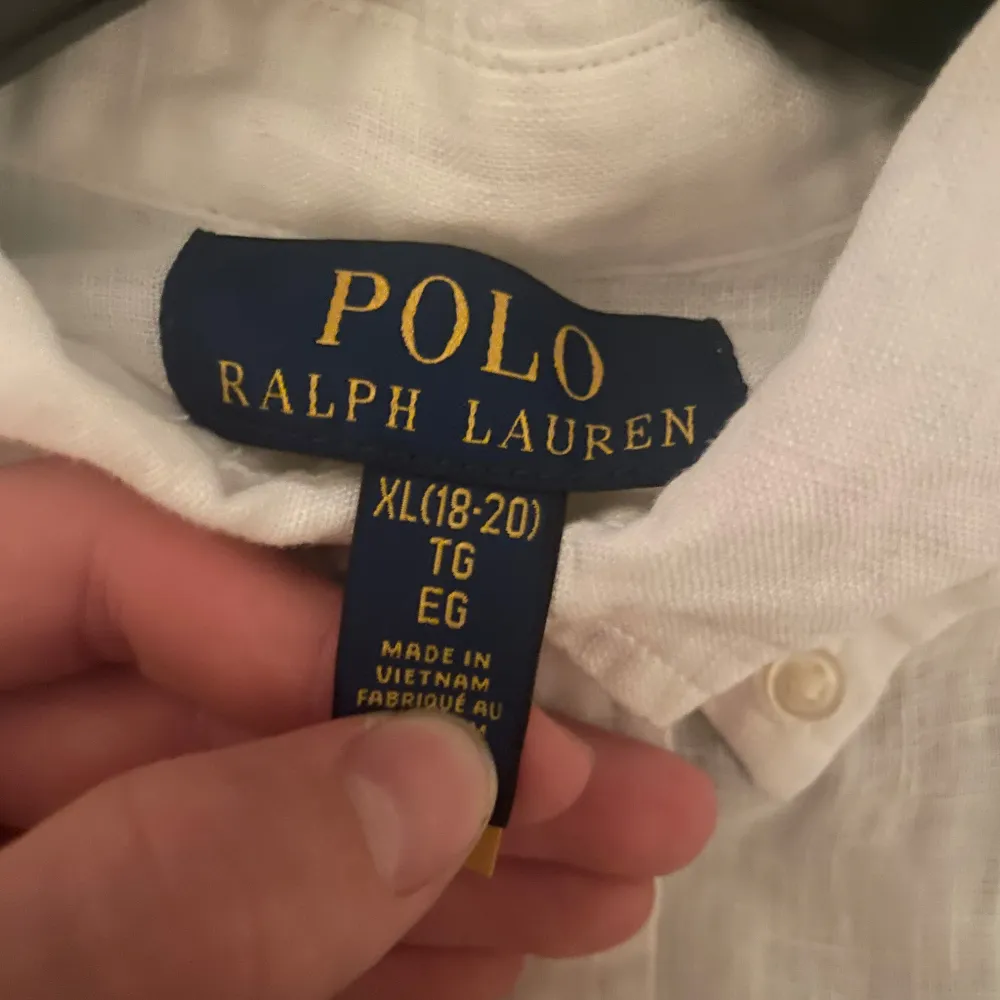 POLO
RALPH LAUREN
XL(18-20)
TG
EG
MADE IN
VIETNAM
FABRIQUÉ AU